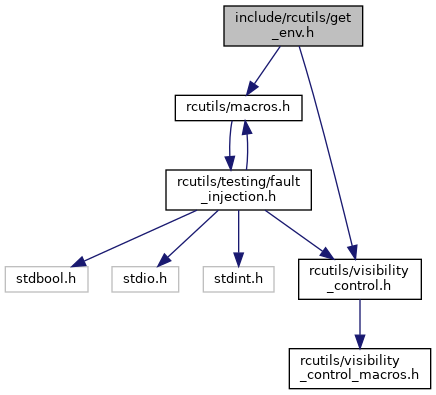 include/rcutils/get
_env.h
rcutils/macros.h
rcutils/testing/fault
_injection.h
stdbool.h
stdio.h
stdint.h
rcutils/visibility
_control.h
rcutils/visibility
_control_macros.h